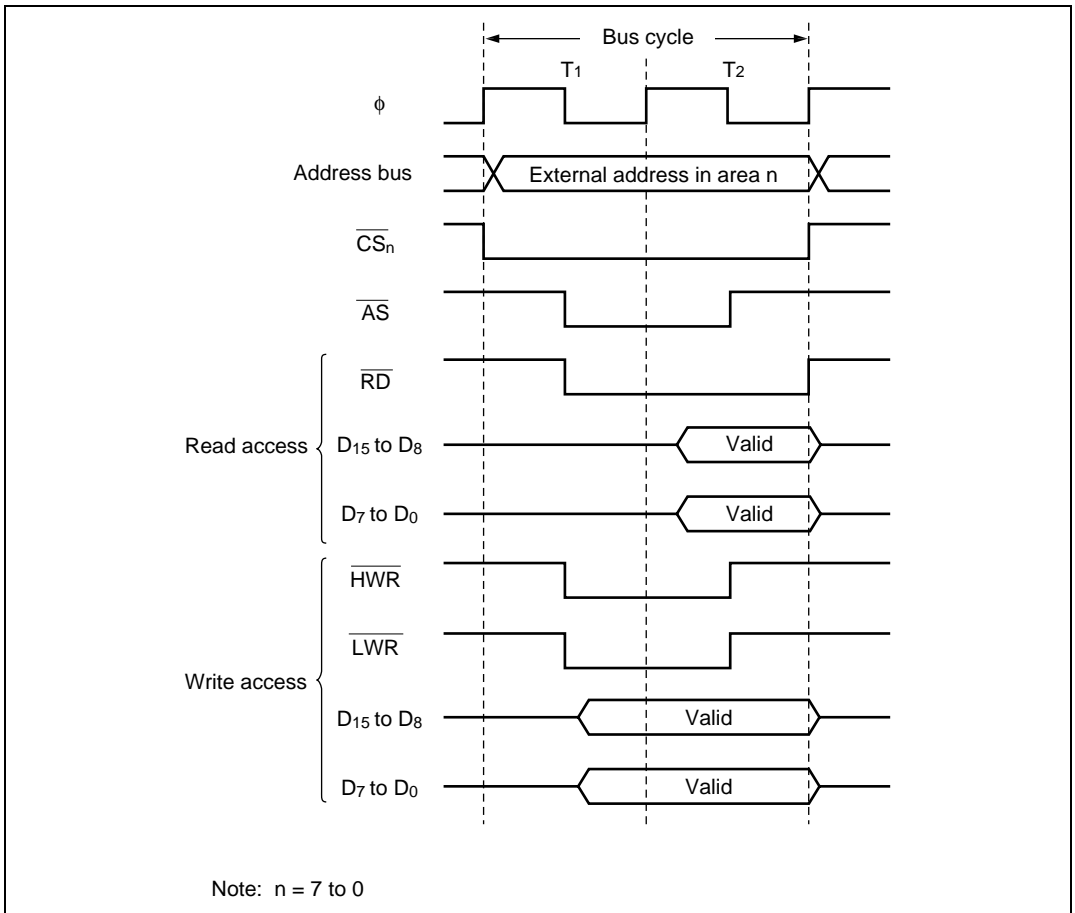 Bus cycle
T1 T2
ϕ
Address bus External address in area n
CSn
AS
RD
Read access D15 to D8 Valid
D7 to D0 Valid
HWR
LWR
Write access
D15 to D8 Valid
D7 to D0 Valid
Note: n = 7 to 0